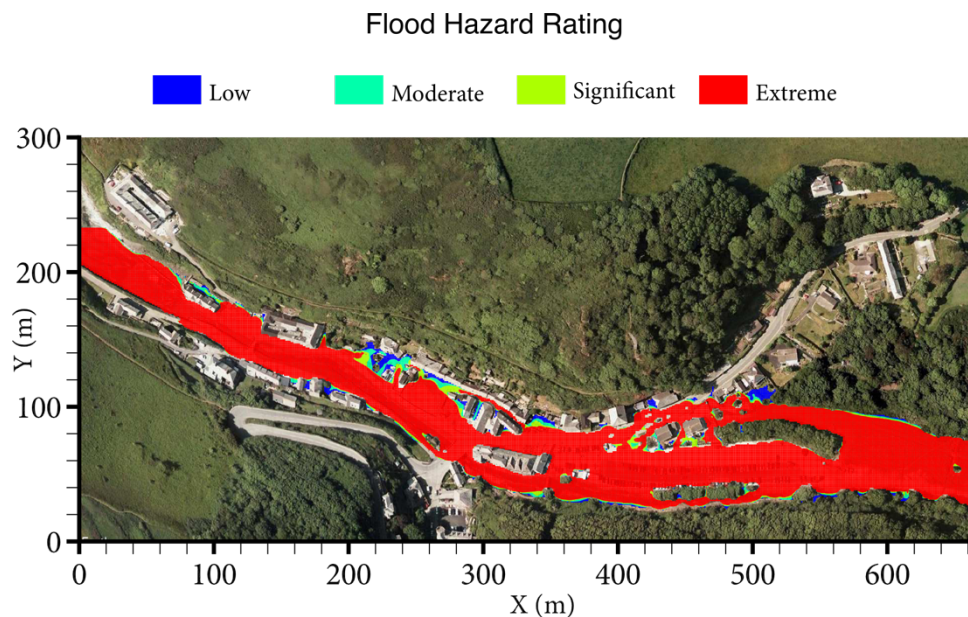 Flood Hazard Rating
Low Moderate Significant Extreme
300
200
100
0
Y (m)
0 100 200 300 400 500 600
X (m)